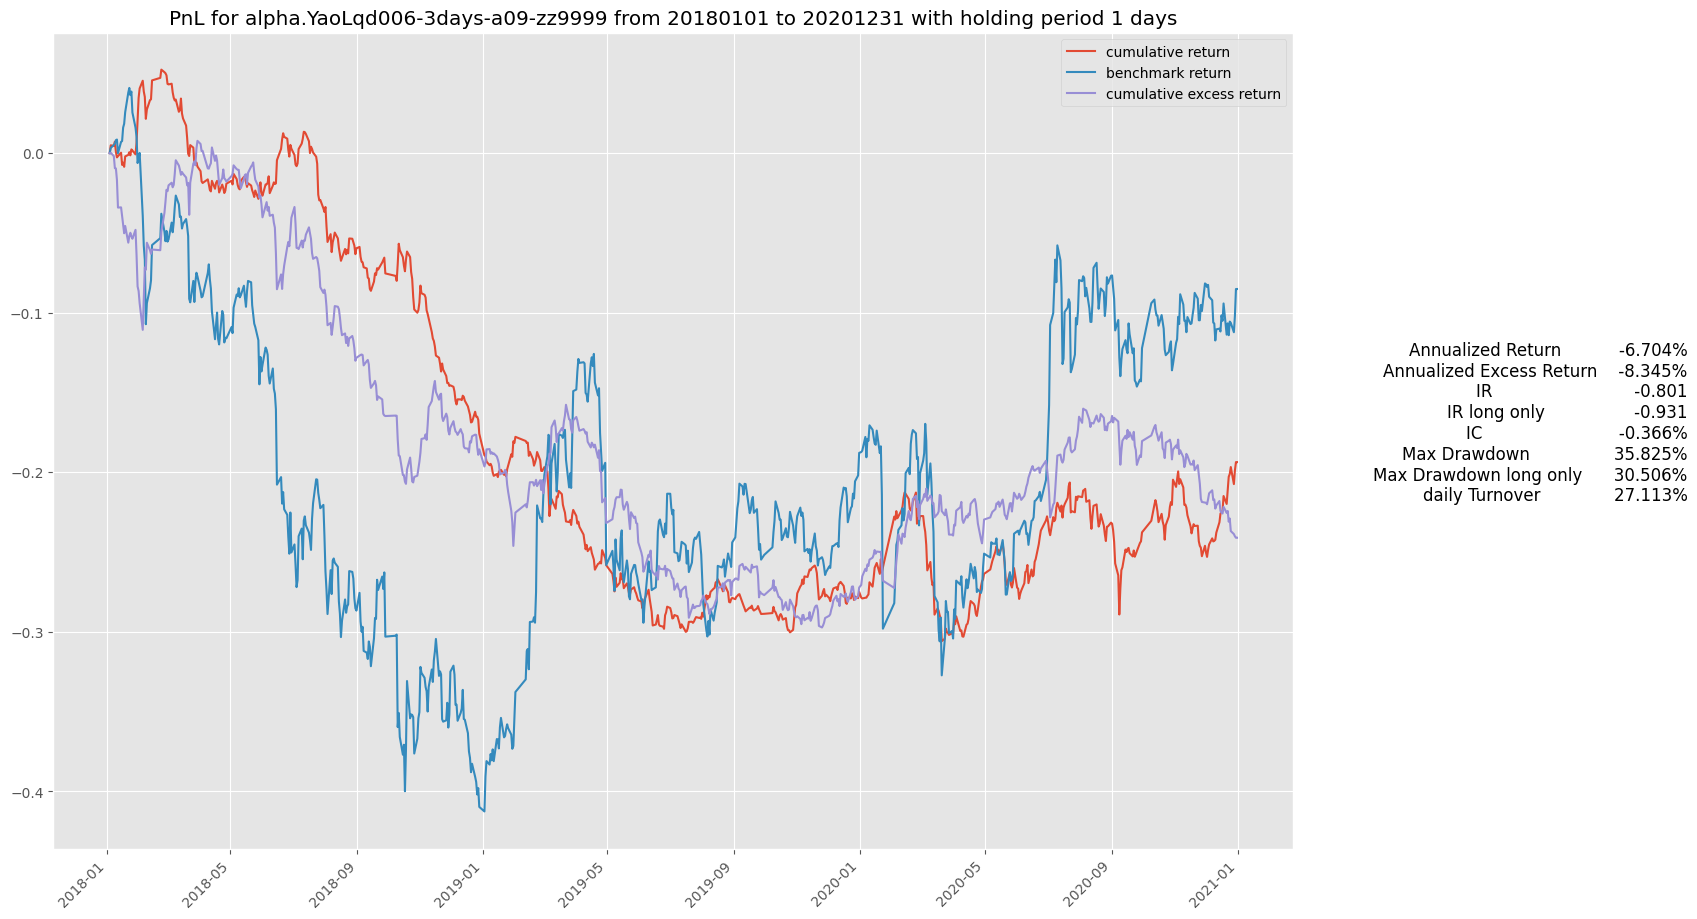 PnL for alpha.YaoLqd006-3days-a09-zz9999 from 20180101 to 20201231 with holding period 1 days
cumulative return
benchmark return
cumulative excess return
0.0
−0.1
−0.2
−0.3
−0.4
2018-01
2018-05
2018-09
2019-01
2019-05
2019-09
2020-01
2020-05
2020-09
2021-01
Annualized Return -6.704%
Annualized Excess Return -8.345%
IR -0.801
IR long only -0.931
IC -0.366%
Max Drawdown 35.825%
Max Drawdown long only 30.506%
daily Turnover 27.113%